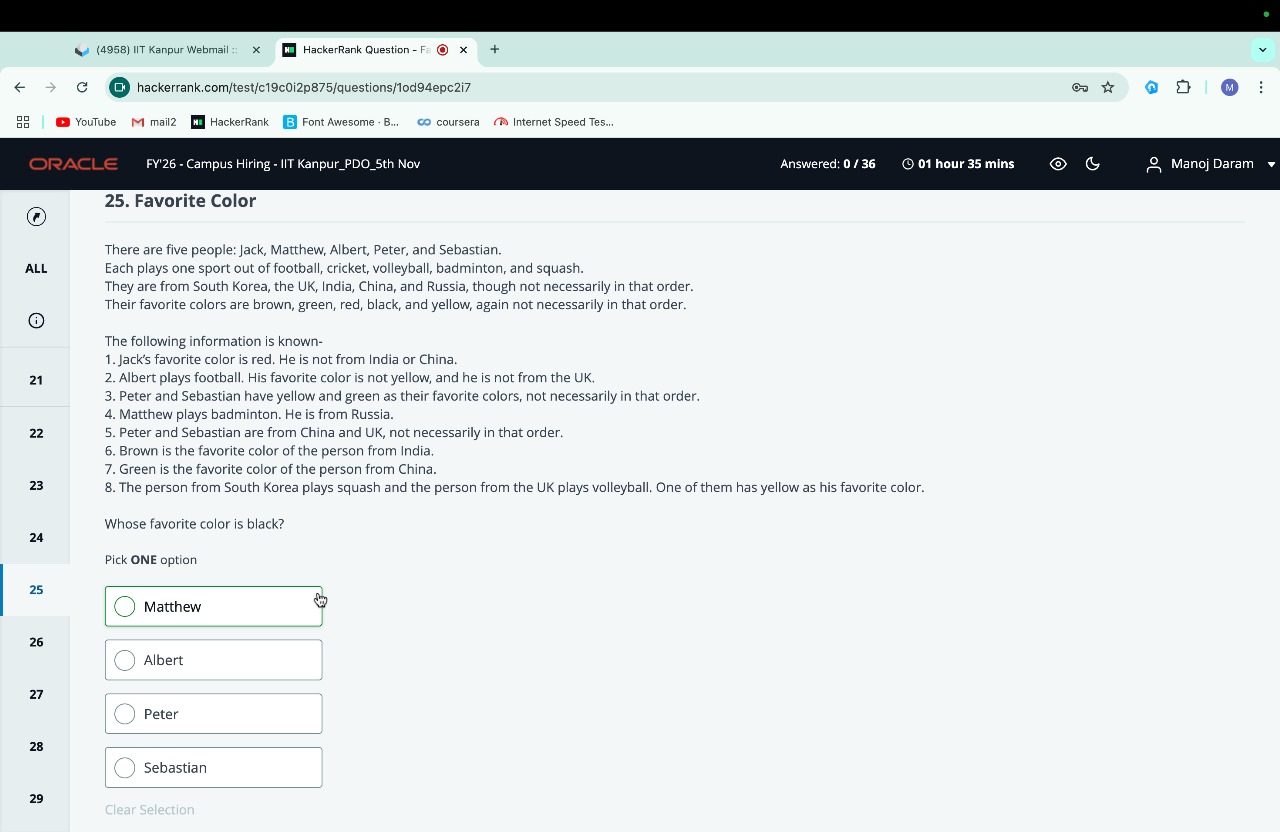 (4958) IIT Kanpur Webmail ::
HackerRank Question - Fa
hackerrank.com/test/c19c0i2p875/questions/1od94epc2i7
M
YouTube
mail2
HackerRank
Font Awesome · B...
coursera
Internet Speed Tes...
ORACLE
FY'26 - Campus Hiring - IIT Kanpur_PDO_5th Nov
Answered: 0 / 36
01 hour 35 mins
Manoj Daram
ALL
21
22
23
24
25
26
27
28
29
25. Favorite Color
There are five people: Jack, Matthew, Albert, Peter, and Sebastian.
Each plays one sport out of football, cricket, volleyball, badminton, and squash.
They are from South Korea, the UK, India, China, and Russia, though not necessarily in that order.
Their favorite colors are brown, green, red, black, and yellow, again not necessarily in that order.
The following information is known-
1. Jack’s favorite color is red. He is not from India or China.
2. Albert plays football. His favorite color is not yellow, and he is not from the UK.
3. Peter and Sebastian have yellow and green as their favorite colors, not necessarily in that order.
4. Matthew plays badminton. He is from Russia.
5. Peter and Sebastian are from China and UK, not necessarily in that order.
6. Brown is the favorite color of the person from India.
7. Green is the favorite color of the person from China.
8. The person from South Korea plays squash and the person from the UK plays volleyball. One of them has yellow as his favorite color.
Whose favorite color is black?
Pick ONE option
Matthew
Albert
Peter
Sebastian
Clear Selection